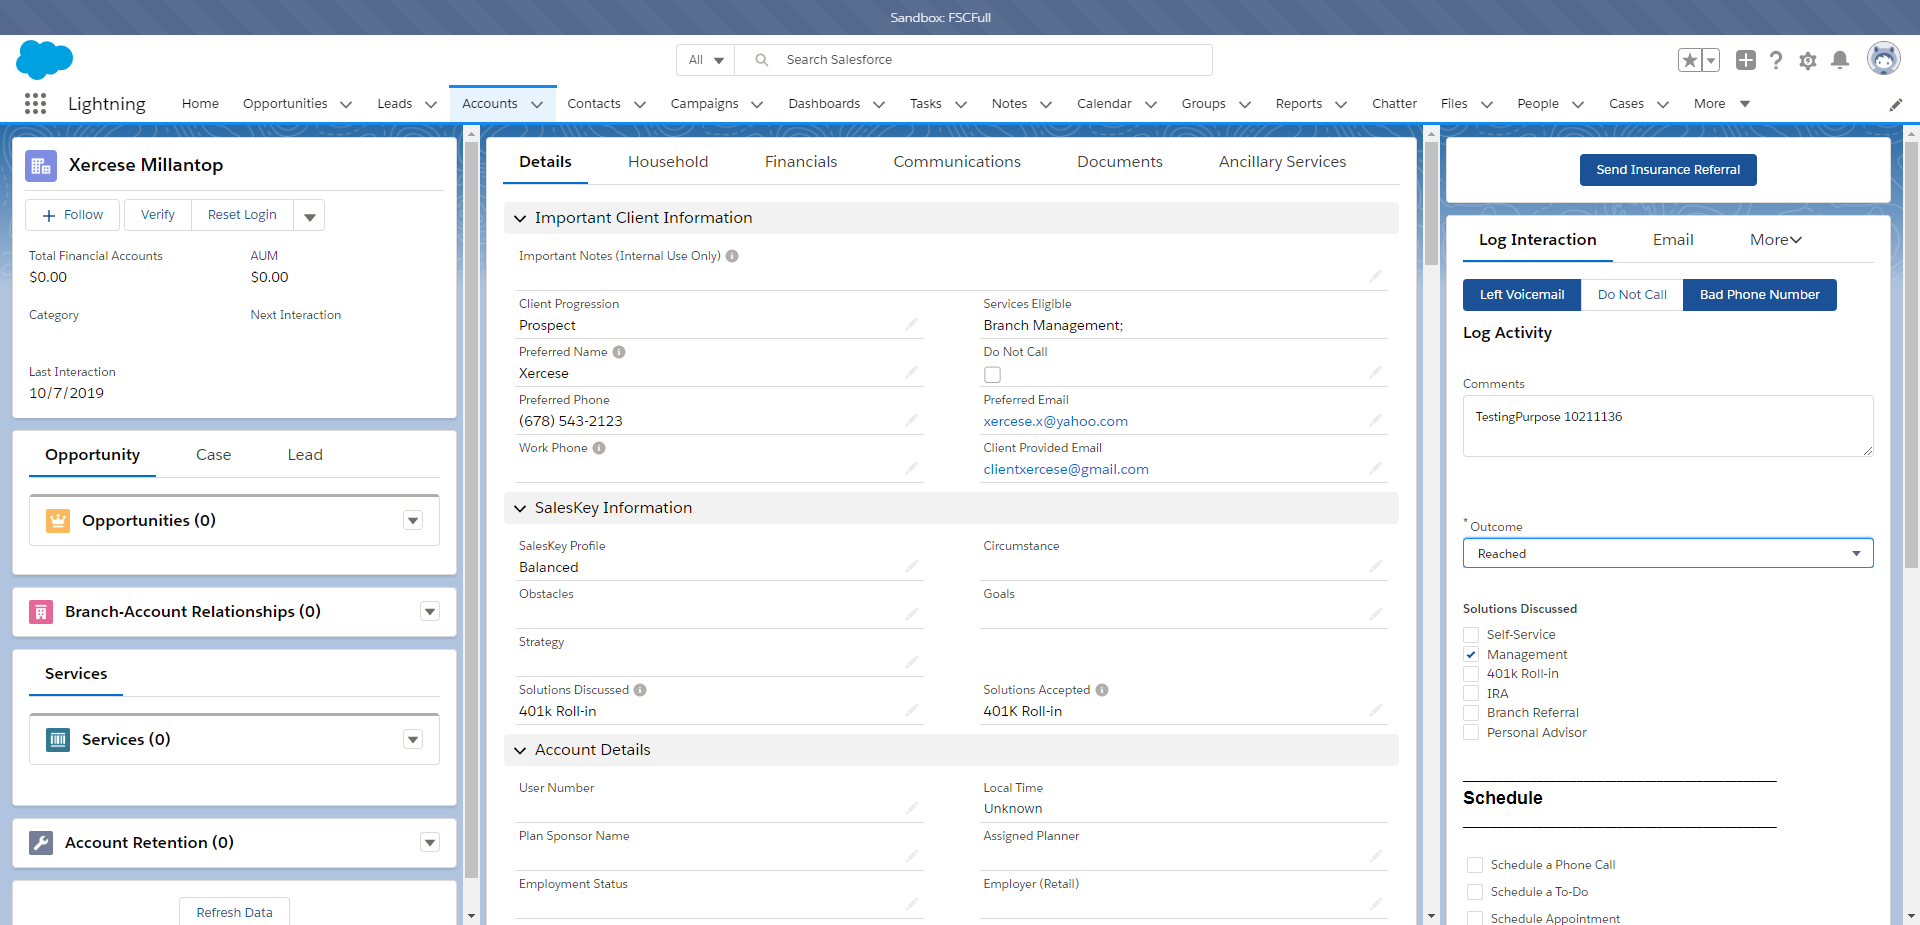 Sandbox: FSCFull
All
Search Salesforce
Lightning
Home
Opportunities
Leads
Accounts
Contacts
Campaigns
Dashboards
Tasks
Notes
Calendar
Groups
Reports
Chatter
Files
People
Cases
More
Xercese Millantop
Follow
Verify
Reset Login
Total Financial Accounts
AUM
$0.00
$0.00
Category
Next Interaction
Last Interaction
10/7/2019
Opportunity
Case
Lead
Opportunities (0)
Branch-Account Relationships (0)
Services
Services (0)
Account Retention (0)
Refresh Data
Details
Household
Financials
Communications
Documents
Ancillary Services
Important Client Information
Important Notes (Internal Use Only)
Client Progression
Prospect
Services Eligible
Branch Management;
Preferred Name
Xercese
Do Not Call
Preferred Phone
(678) 543-2123
Preferred Email
xercese.x@yahoo.com
Work Phone
Client Provided Email
clientxercese@gmail.com
SalesKey Information
SalesKey Profile
Balanced
Circumstance
Obstacles
Goals
Strategy
Solutions Discussed
401k Roll-in
Solutions Accepted
401K Roll-in
Account Details
User Number
Local Time
Unknown
Plan Sponsor Name
Assigned Planner
Employment Status
Employer (Retail)
Send Insurance Referral
Log Interaction
Email
More
Left Voicemail
Do Not Call
Bad Phone Number
Log Activity
Comments
TestingPurpose 10211136
* Outcome
Reached
Solutions Discussed
Self-Service
Management
401k Roll-in
IRA
Branch Referral
Personal Advisor
Schedule
Schedule a Phone Call
Schedule a To-Do
Schedule Appointment